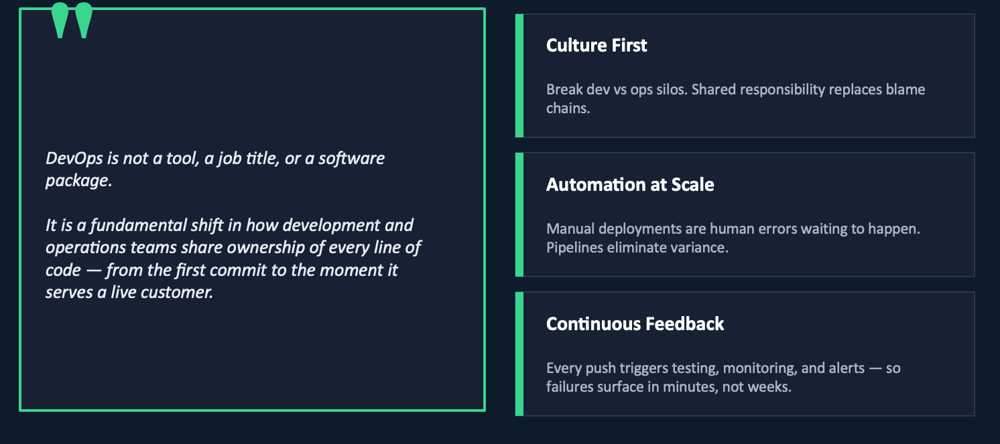 "
DevOps is not a tool, a job title, or a software
package.
It is a fundamental shift in how development and
operations teams share ownership of every line of
code — from the first commit to the moment it
serves a live customer.
Culture First
Break dev vs ops silos. Shared responsibility replaces blame
chains.
Automation at Scale
Manual deployments are human errors waiting to happen.
Pipelines eliminate variance.
Continuous Feedback
Every push triggers testing, monitoring, and alerts — so
failures surface in minutes, not weeks.